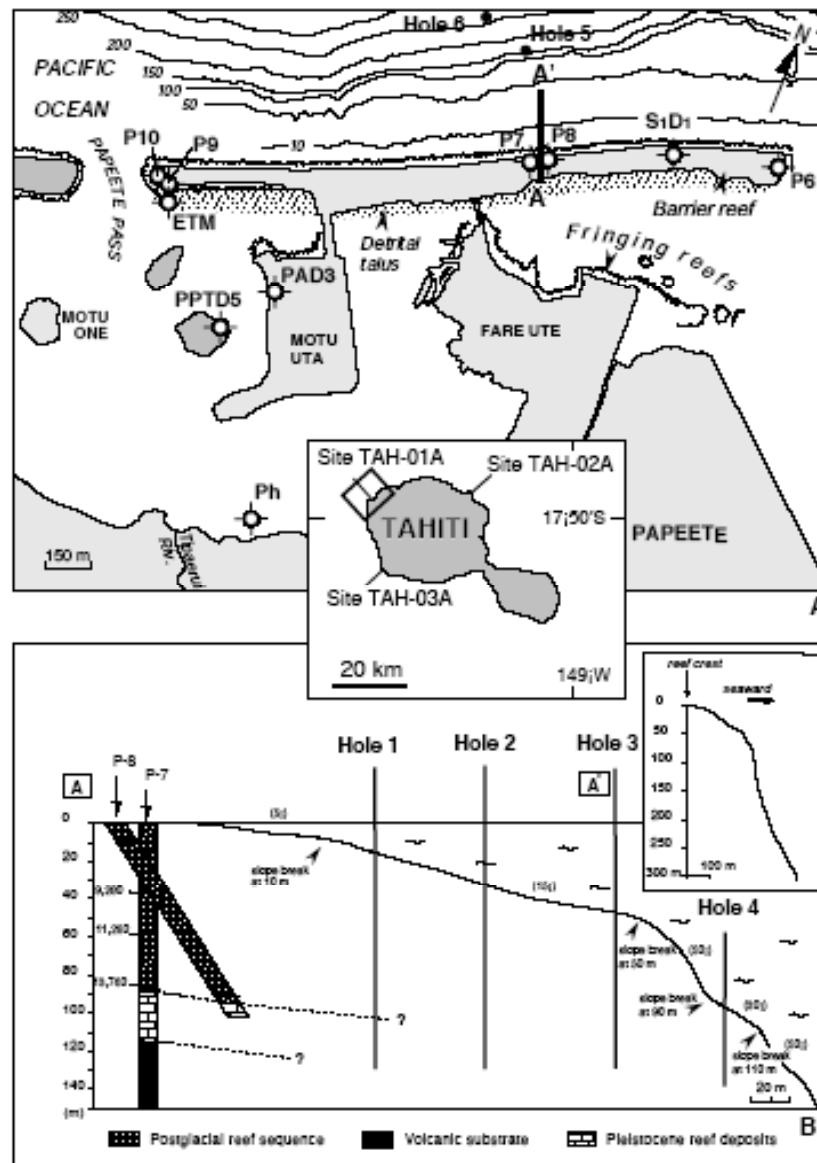 250
Hole 6
Hole 5
N
200
PACIFIC
150
A'
100
OCEAN
50
P10
P9
10
P7
P8
S1D1
P6
PAPEETE PASS
ETM
A
Barrier reef
Detrital
talus
Fringing reefs
PAD3
PPTD5
MOTU
ONE
MOTU
UTA
FARE UTE
Site TAH-01A
Site TAH-02A
Ph
TAHITI
17¡50'S
PAPEETE
150 m
Tipaerui
RIV.
Site TAH-03A
20 km
149¡W
A
reef crest
seaward
0
50
100
150
200
250
300 m
100 m
Hole 1
Hole 2
Hole 3
P-8
P-7
A
A'
0
20
slope break
at 10 m
Hole 4
9,260
60
11,280
slope break
at 50 m
80
13,750
slope break
at 90 m
100
?
120
?
slope break
at 110 m
140
20 m
(m)
B
Postglacial reef sequence
Volcanic substrate
Pleistocene reef deposits